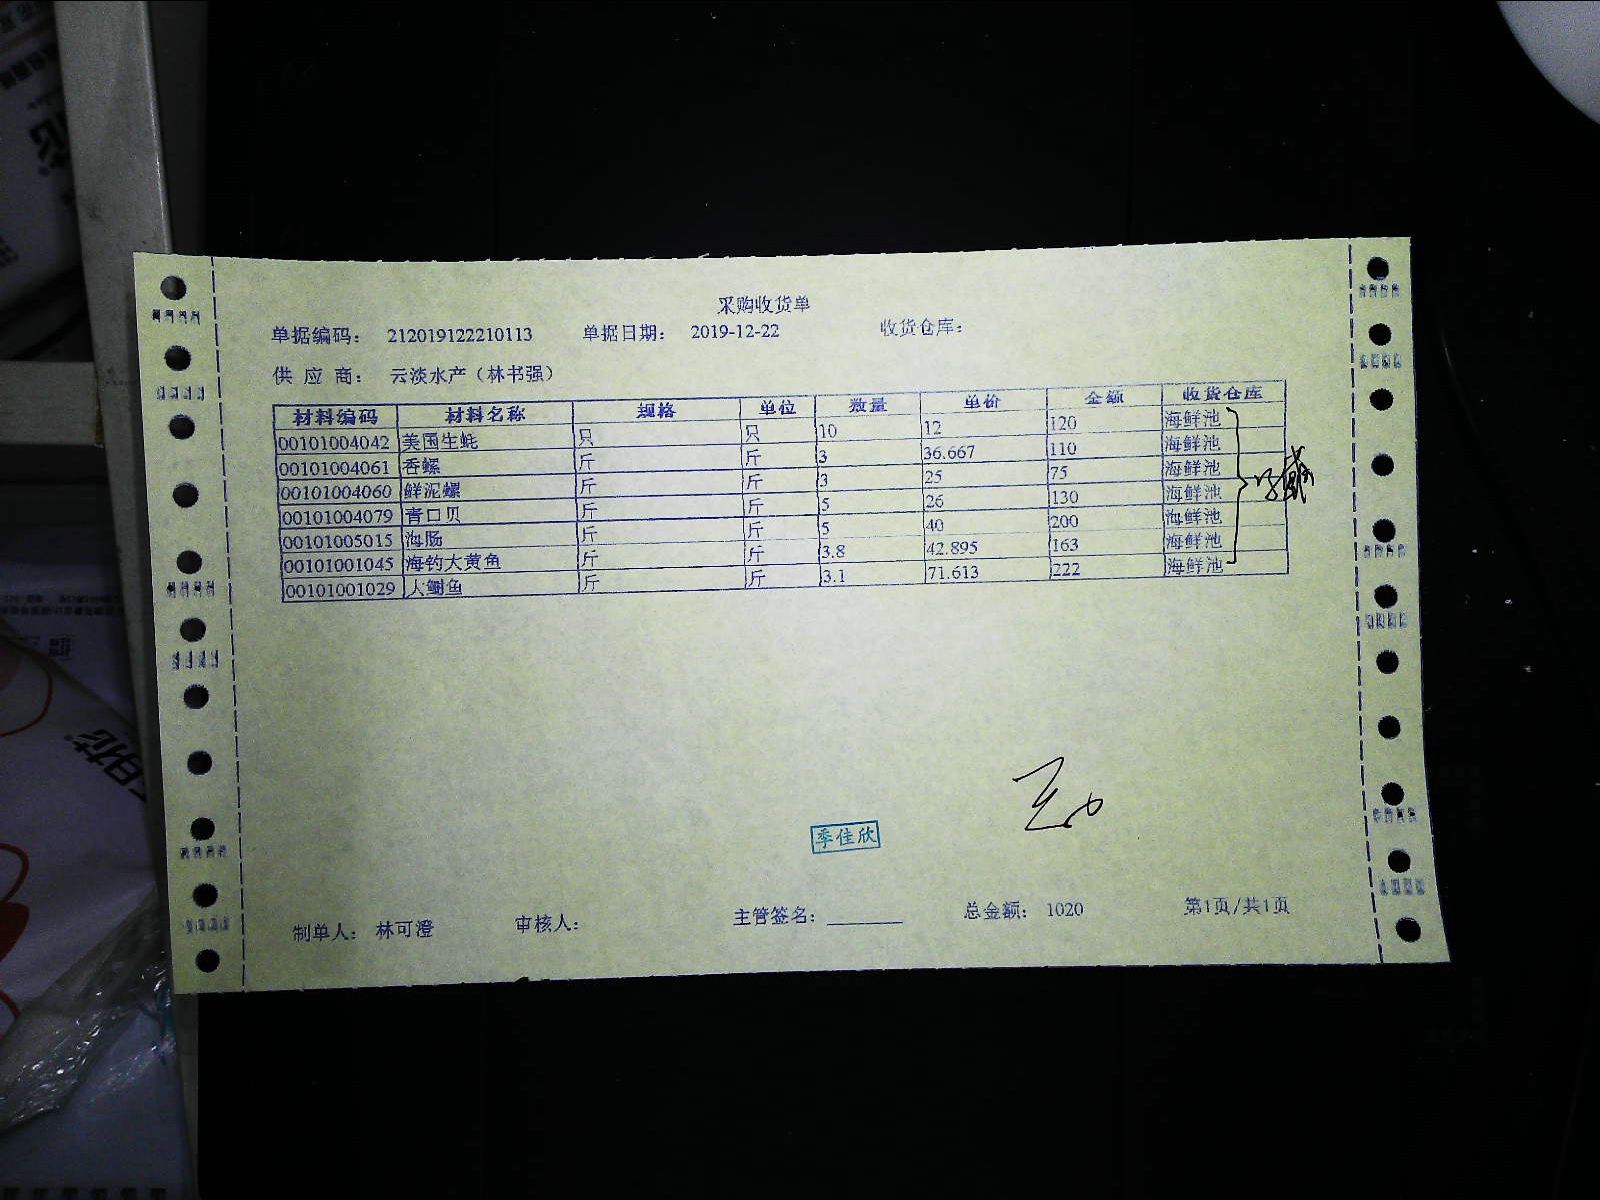 采购收货单
单据编码： 212019122210113 单据日期： 2019-12-22 收货仓库：
供 应 商： 云淡水产（林书强）
材料编码 材料名称 规格 单位 数量 单价 金额 收货仓库
00101004042 美国生蚝 只 只 10 12 120 海鲜池
00101004061 香螺 斤 斤 3 36.667 110 海鲜池
00101004060 鲜泥螺 斤 斤 3 25 75 海鲜池
00101004079 青口贝 斤 斤 5 26 130 海鲜池
00101005015 海肠 斤 斤 5 40 200 海鲜池
00101001045 海钓大黄鱼 斤 斤 3.8 42.895 163 海鲜池
00101001029 大鲥鱼 斤 斤 3.1 71.613 222 海鲜池
季佳欣
制单人： 林可澄 审核人： 主管签名： 总金额： 1020 第1页/共1页